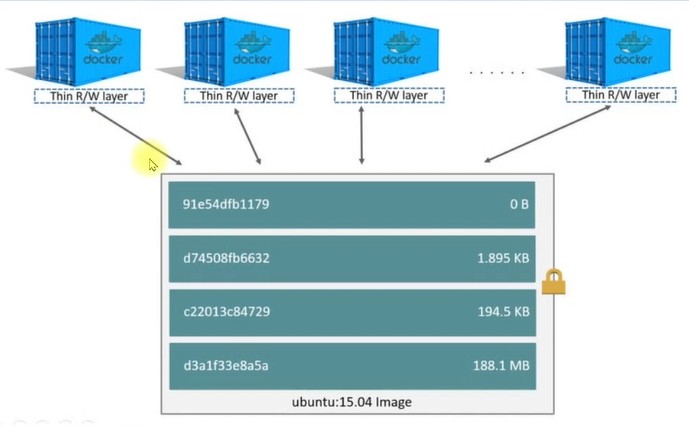 docker docker docker docker
Thin R/W layer Thin R/W layer Thin R/W layer ...... Thin R/W layer
91e54dfb1179 0 B
d74508fb6632 1.895 KB
c22013c84729 194.5 KB
d3a1f33e8a5a 188.1 MB
ubuntu:15.04 Image